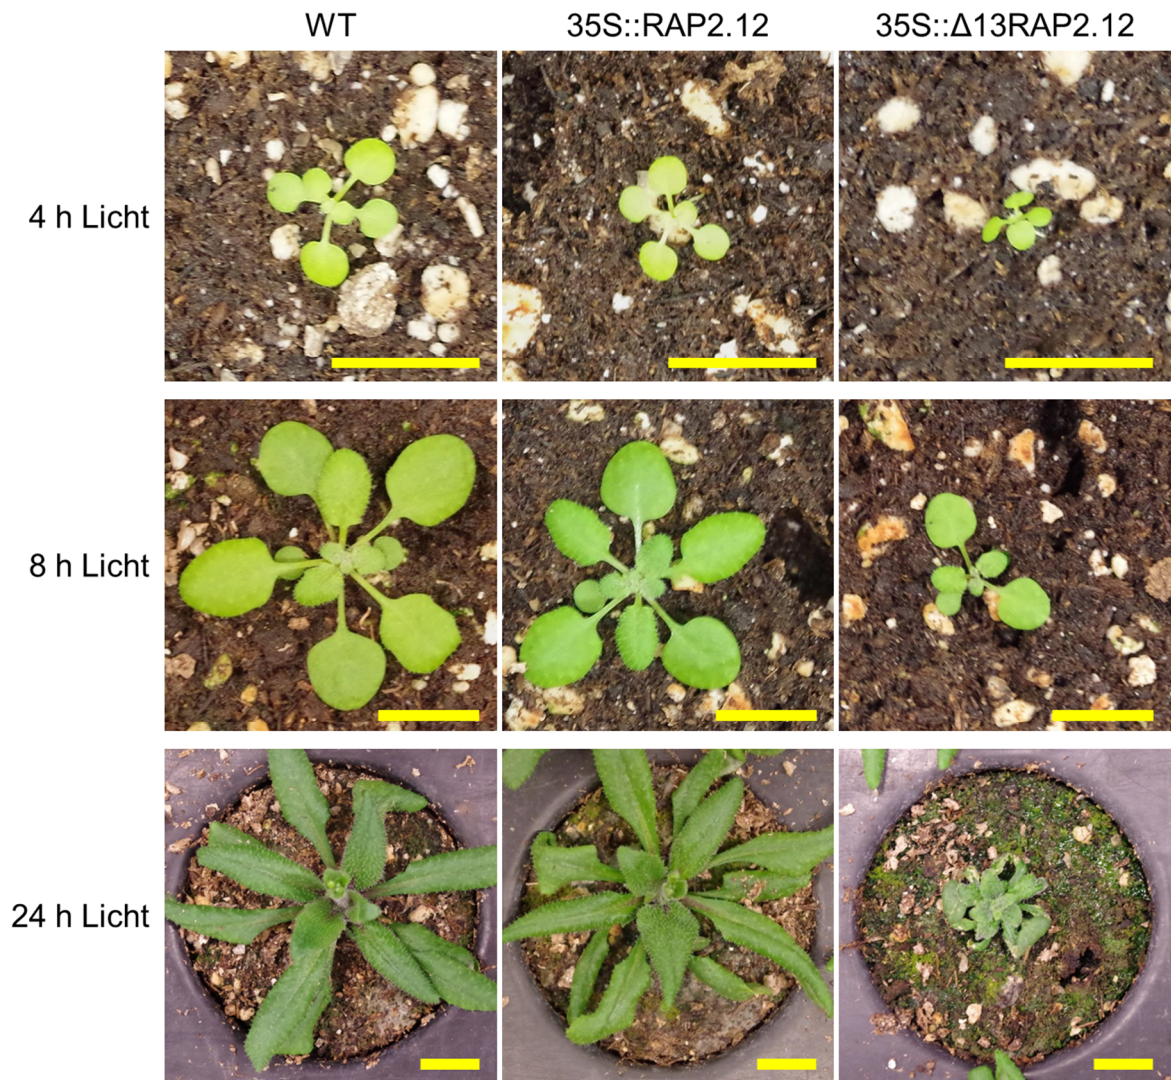 WT
35S::RAP2.12
35S::Δ13RAP2.12
4 h Licht
8 h Licht
24 h Licht